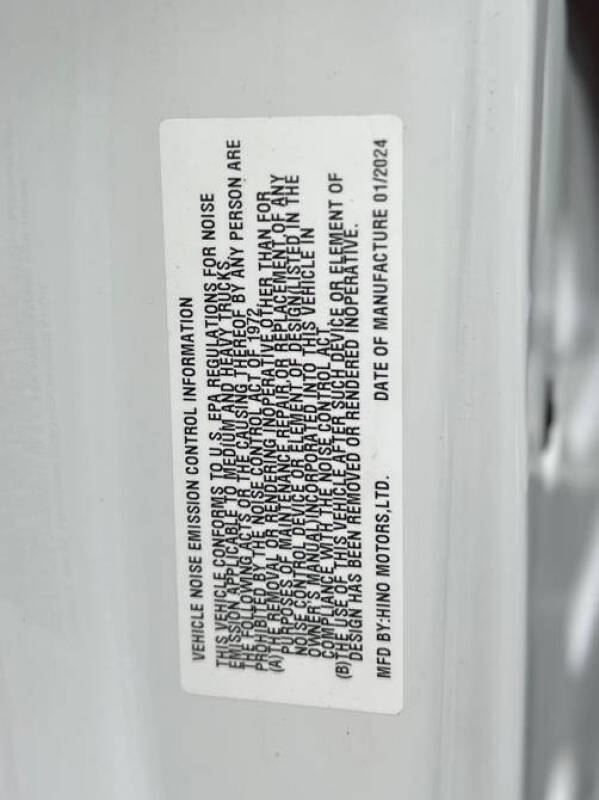 VEHICLE NOISE EMISSION CONTROL INFORMATION
THIS VEHICLE CONFORMS TO U.S. EPA REGULATIONS FOR NOISE
EMISSION APPLICABLE TO MEDIUM AND HEAVY TRUCKS.
THE FOLLOWING ACTS OR THE CAUSING THEREOF BY ANY PERSON ARE
PROHIBITED BY THE NOISE CONTROL ACT OF 1972.
(A)THE REMOVAL OR RENDERING INOPERATIVE OTHER THAN FOR
PURPOSES OF MAINTENANCE,REPAIR,OR REPLACEMENT,OF ANY
NOISE CONTROL DEVICE OR ELEMENT OF DESIGN(LISTED IN THE
OWNER'S MANUAL)INCORPORATED INTO THIS VEHICLE IN
COMPLIANCE WITH THE NOISE CONTROL ACT.
(B)THE USE OF THIS VEHICLE AFTER SUCH DEVICE OR ELEMENT OF
DESIGN HAS BEEN REMOVED OR RENDERED INOPERATIVE.
MFD BY:HINO MOTORS,LTD. DATE OF MANUFACTURE 01/2024